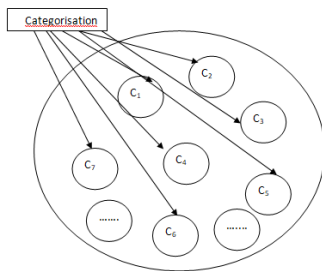 Categorisation
C2
C1
C3
C4
C7
C5
.......
C6
.......